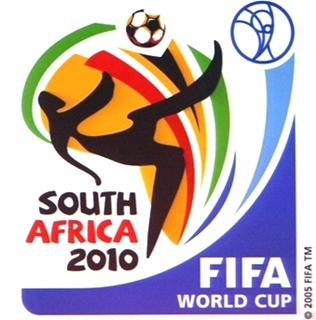 SOUTH
AFRICA
2010
FIFA
WORLD CUP
© 2005 FIFA TM